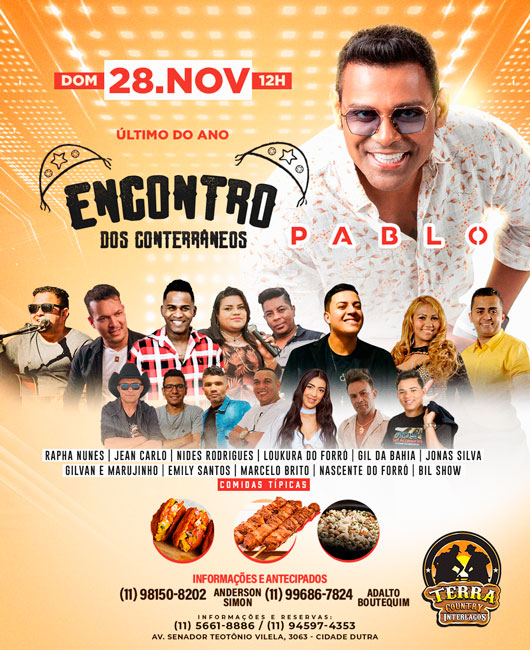 DOM 28.NOV 12H
ÚLTIMO DO ANO
ENCONTRO
DOS CONTERRÂNEOS
PABLO
RAPHA NUNES | JEAN CARLO | NIDES RODRIGUES | LOUKURA DO FORRÓ | GIL DA BAHIA | JONAS SILVA
GILVAN E MARUJINHO | EMILY SANTOS | MARCELO BRITO | NASCENTE DO FORRÓ | BIL SHOW
COMIDAS TÍPICAS
INFORMAÇÕES E ANTECIPADOS
(11) 98150-8202 ANDERSON SIMON (11) 99686-7824 ADALTO BOUTEQUIM
INFORMAÇÕES E RESERVAS:
(11) 5661-8886 / (11) 94597-4353
AV. SENADOR TEOTÔNIO VILELA, 3063 - CIDADE DUTRA
TERRA
COUNTRY
INTERLAGOS